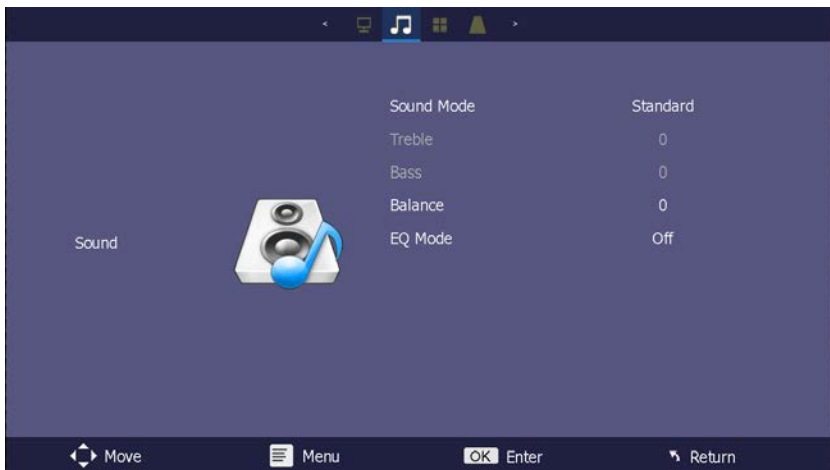 Sound Mode Standard
Treble 0
Bass 0
Balance 0
Sound
EQ Mode Off
Move Menu OK Enter Return